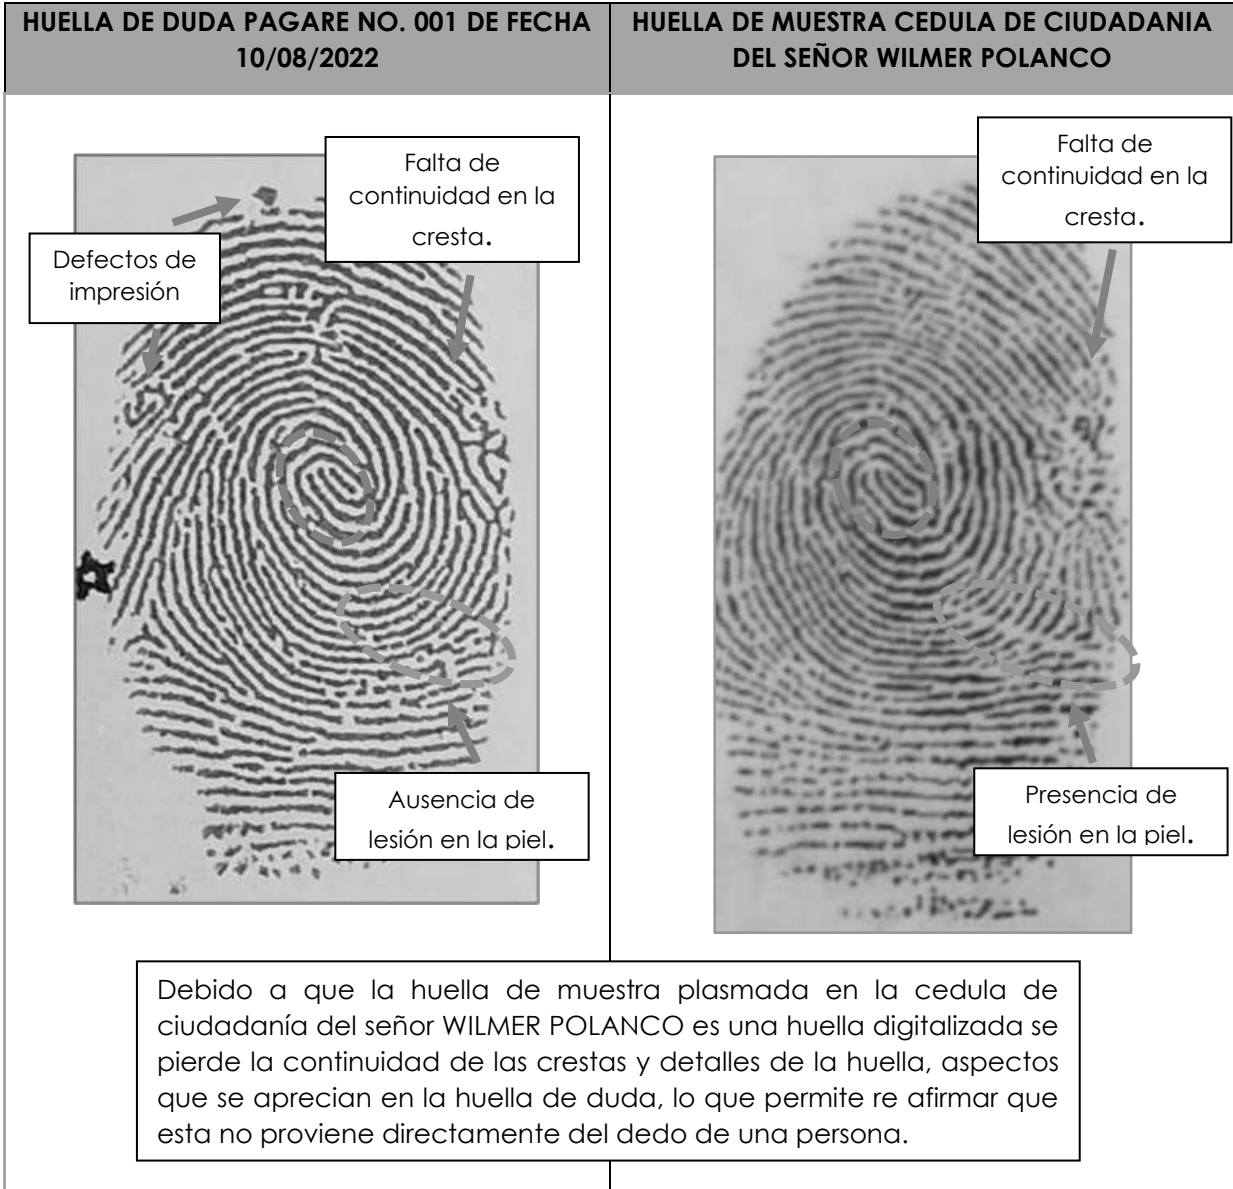 HUELLA DE DUDA PAGARE NO. 001 DE FECHA
10/08/2022
HUELLA DE MUESTRA CEDULA DE CIUDADANIA
DEL SEÑOR WILMER POLANCO
Falta de
continuidad en la
cresta.
Defectos de
impresión
Ausencia de
lesión en la piel.
Falta de
continuidad en la
cresta.
Presencia de
lesión en la piel.
Debido a que la huella de muestra plasmada en la cedula de
ciudadanía del señor WILMER POLANCO es una huella digitalizada se
pierde la continuidad de las crestas y detalles de la huella, aspectos
que se aprecian en la huella de duda, lo que permite re afirmar que
esta no proviene directamente del dedo de una persona.